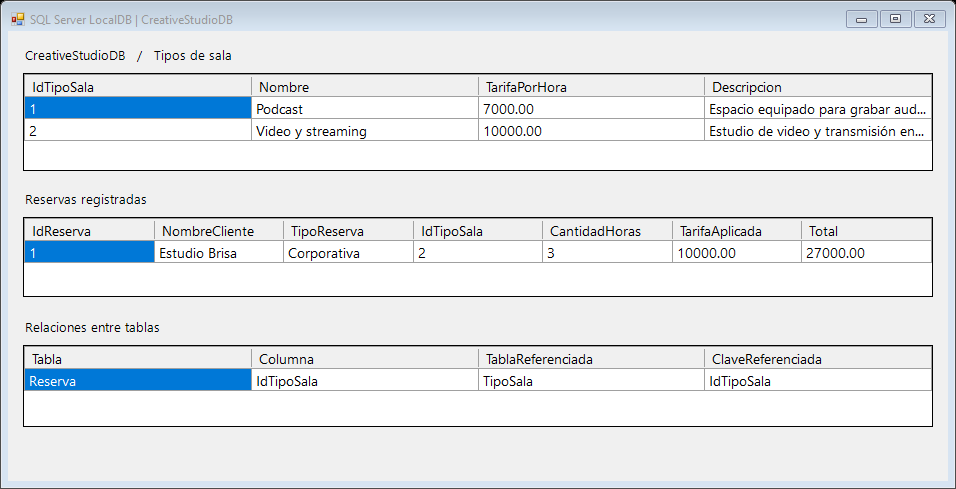 SQL Server LocalDB | CreativeStudioDB
CreativeStudioDB / Tipos de sala
IdTipoSala Nombre TarifaPorHora Descripcion
1 Podcast 7000.00 Espacio equipado para grabar aud...
2 Video y streaming 10000.00 Estudio de video y transmisión en...
Reservas registradas
IdReserva NombreCliente TipoReserva IdTipoSala CantidadHoras TarifaAplicada Total
1 Estudio Brisa Corporativa 2 3 10000.00 27000.00
Relaciones entre tablas
Tabla Columna TablaReferenciada ClaveReferenciada
Reserva IdTipoSala TipoSala IdTipoSala